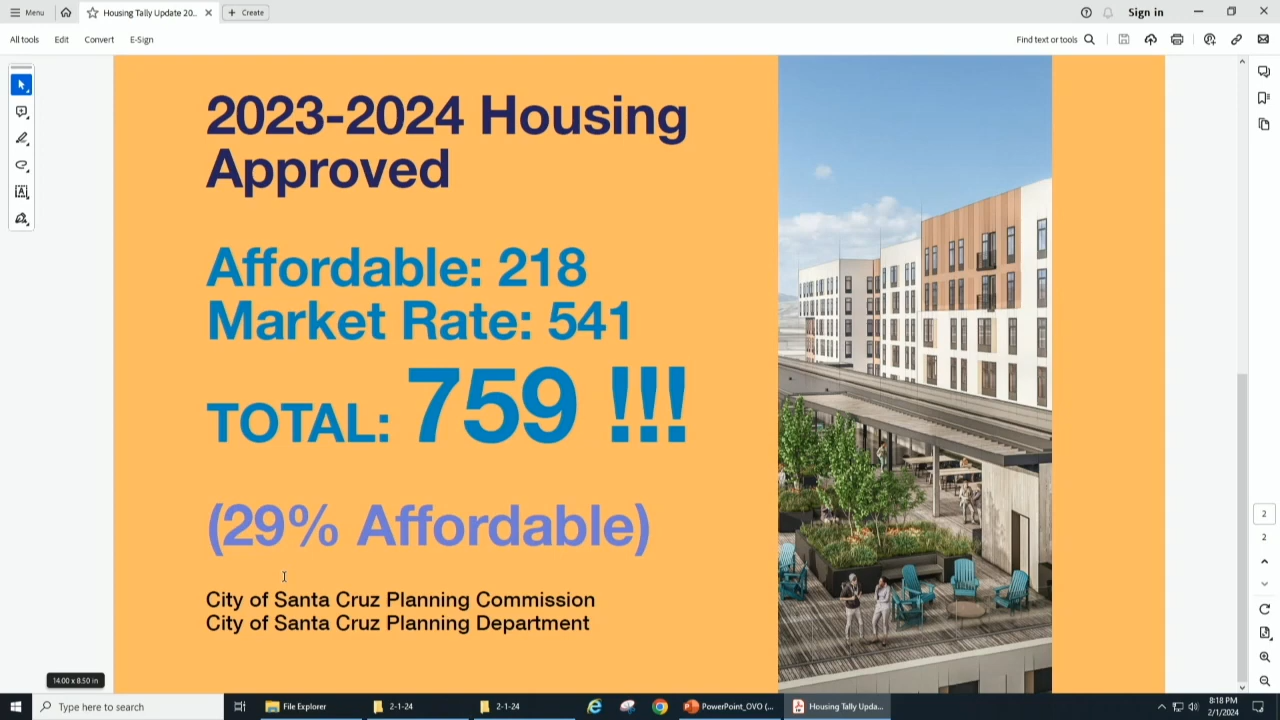 Menu
Housing Tally Update 20...
Create
Sign in
All tools Edit Convert E-Sign
Find text or tools
2023-2024 Housing
Approved
Affordable: 218
Market Rate: 541
TOTAL: 759 !!!
(29% Affordable)
City of Santa Cruz Planning Commission
City of Santa Cruz Planning Department
2
2
14.00 x 8.50 in
Type here to search
File Explorer
2-1-24
2-1-24
PowerPoint_OVO (...
Housing Tally Upda...
8:18 PM
2/1/2024